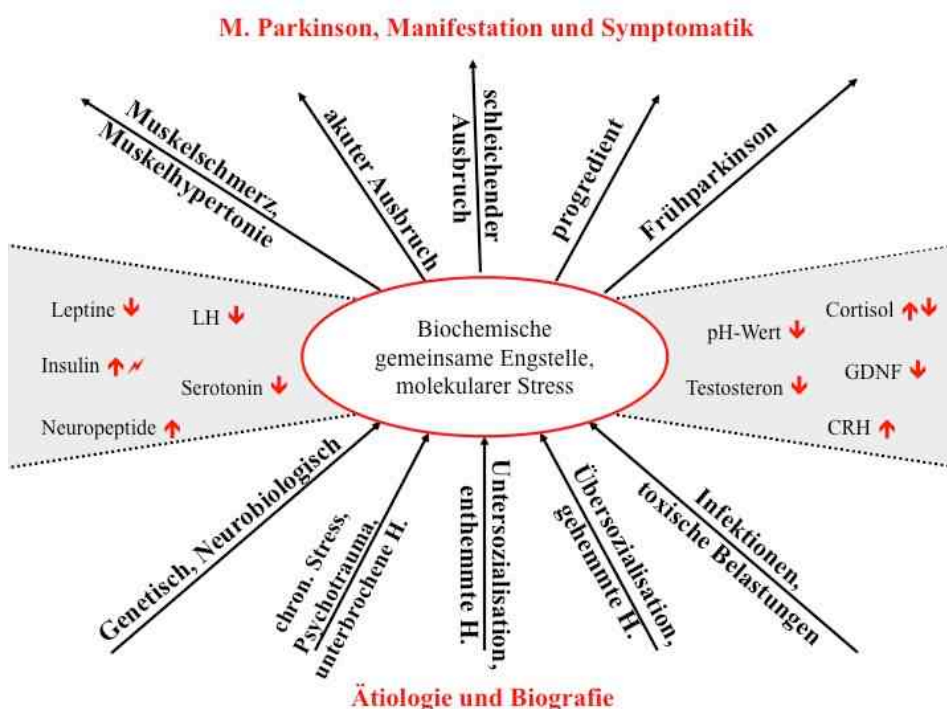 M. Parkinson, Manifestation und Symptomatik
Muskelschmerz,
Muskelhypertonie
akuter Ausbruch
schleichender
Ausbruch
progredient
Frühparkinson
Leptine
LH
Insulin
Serotonin
Neuropeptide
Biochemische
gemeinsame Engstelle,
molekularer Stress
pH-Wert
Cortisol
Testosteron
GDNF
CRH
Genetisch, Neurobiologisch
chron. Stress,
Psychotrauma,
unterbrochene H.
Untersozialisation,
enthemmte H.
Übersozialisation,
gehemmte H.
Infektionen,
toxische Belastungen
Ätiologie und Biografie